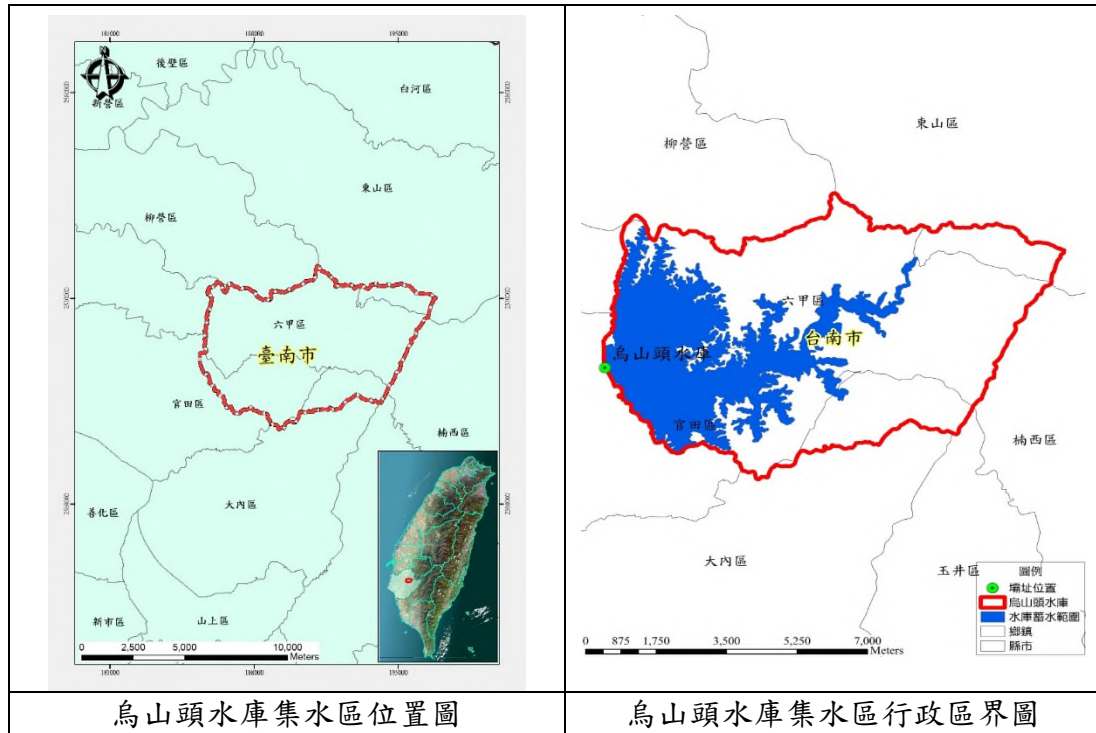 181000
188000
195000
後壁區
白河區
新營區
東山區
柳營區
六甲區
臺南市
官田區
楠西區
大內區
善化區
新市區
山上區
0 2,500 5,000 10,000
Meters
181000
188000
195000
烏山頭水庫集水區位置圖
東山區
柳營區
六甲區
台南市
烏山頭水庫
官田區
楠西區
大內區
玉井區
圖例
壩址位置
烏山頭水庫
水庫蓄水範圍
鄉鎮
縣市
0 875 1,750 3,500 5,250 7,000
Meters
烏山頭水庫集水區行政區界圖